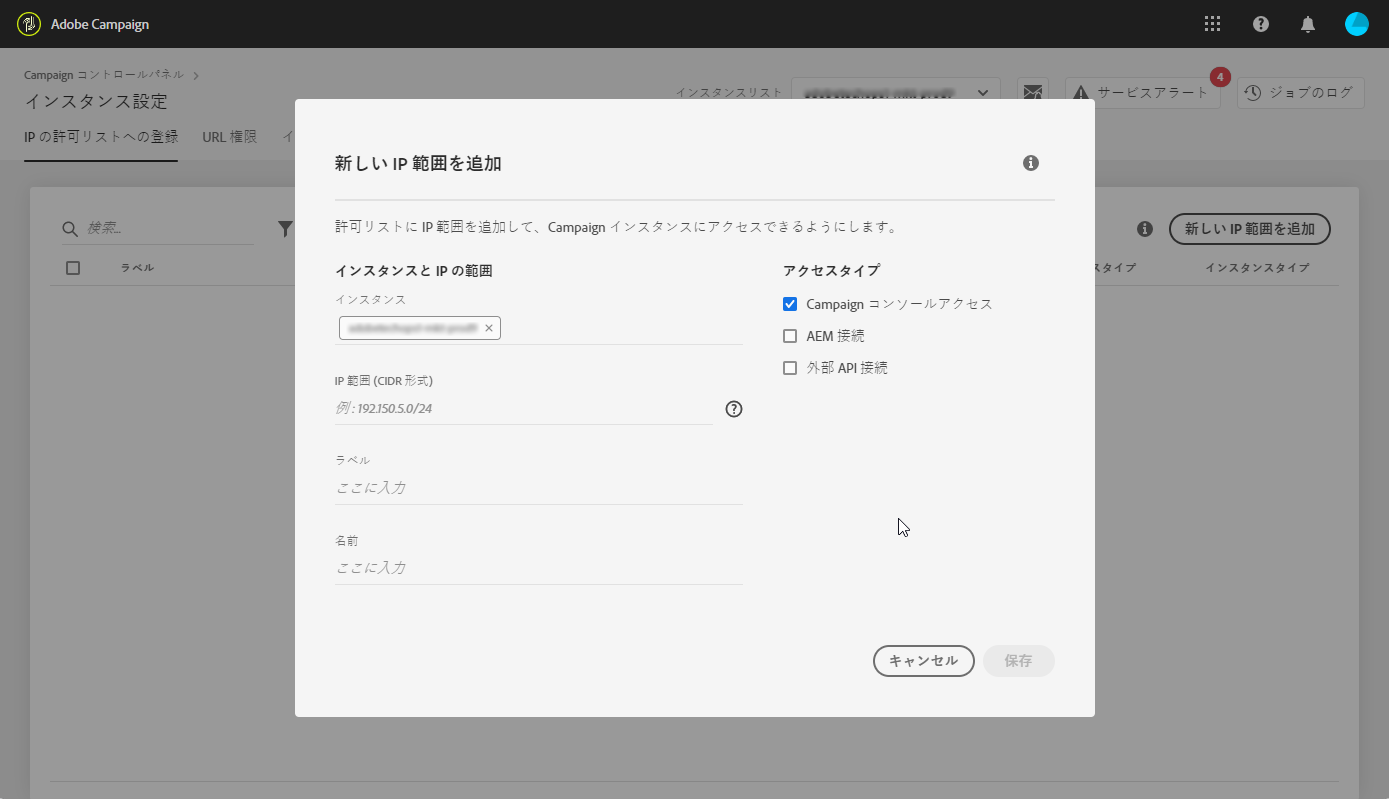 Adobe Campaign
Campaign コントロールパネル
インスタンス設定
インスタンスリスト
サービスアラート
4
ジョブのログ
IP の許可リストへの登録
URL 権限
新しい IP 範囲を追加
検索...
新しい IP 範囲を追加
ラベル
スタイプ
インスタンスタイプ
許可リストに IP 範囲を追加して、Campaign インスタンスにアクセスできるようにします。
インスタンスと IP の範囲
インスタンス
IP 範囲 (CIDR 形式)
例 : 192.150.5.0/24
ラベル
ここに入力
名前
ここに入力
アクセスタイプ
Campaign コンソールアクセス
AEM 接続
外部 API 接続
キャンセル
保存